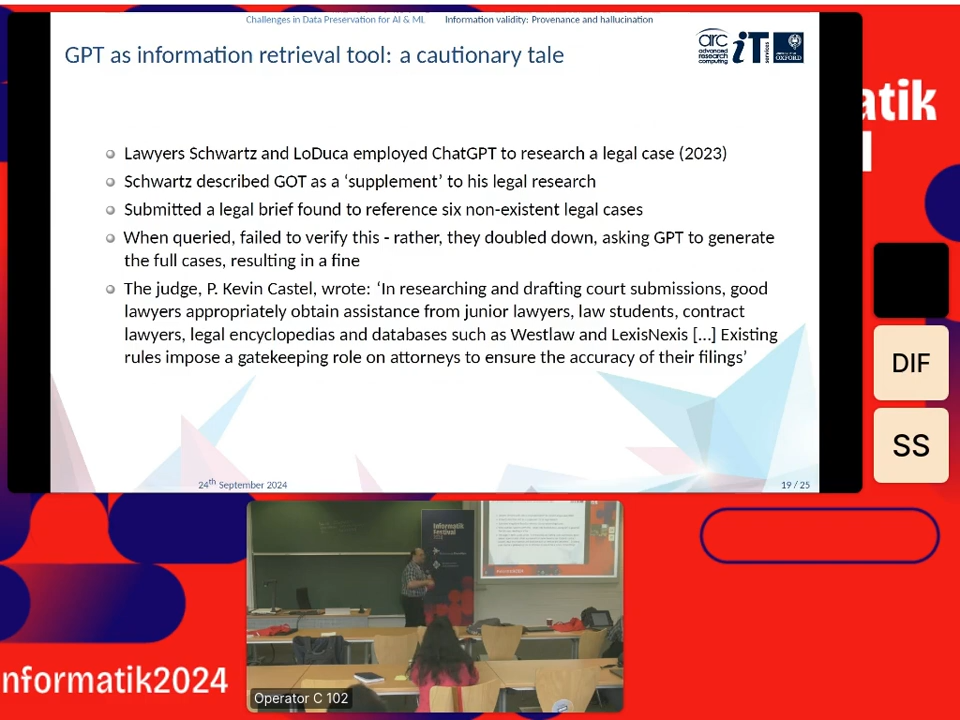 Challenges in Data Preservation for AI & ML Information validity: Provenance and hallucination
GPT as information retrieval tool: a cautionary tale
arc
advanced
research
computing
iT
services
OXFORD
Lawyers Schwartz and LoDuca employed ChatGPT to research a legal case (2023)
Schwartz described GOT as a ‘supplement’ to his legal research
Submitted a legal brief found to reference six non-existent legal cases
When queried, failed to verify this - rather, they doubled down, asking GPT to generate
the full cases, resulting in a fine
The judge, P. Kevin Castel, wrote: ‘In researching and drafting court submissions, good
lawyers appropriately obtain assistance from junior lawyers, law students, contract
lawyers, legal encyclopedias and databases such as Westlaw and LexisNexis [...] Existing
rules impose a gatekeeping role on attorneys to ensure the accuracy of their filings’
24th September 2024
19 / 25
atik
DIF
SS
Informatik
Festival
Operator C 102
nformatik2024